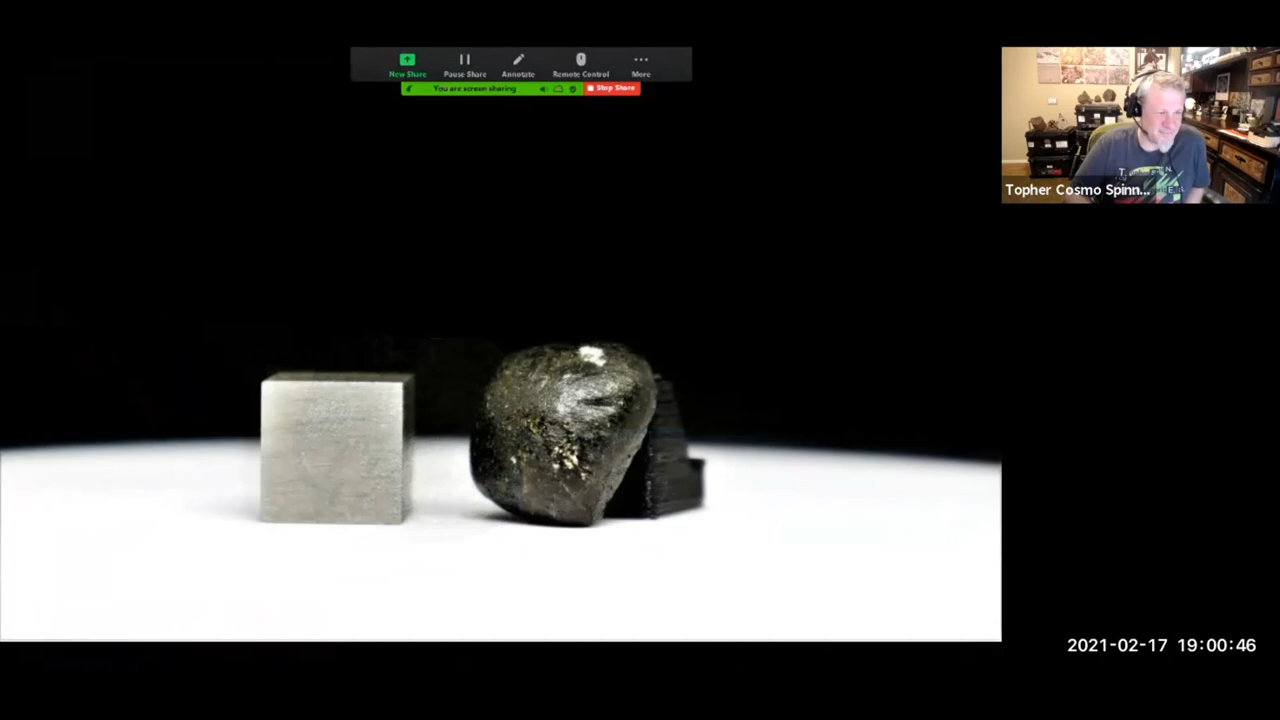 New Share Pause Share Annotate Remote Control More
You are screen sharing Stop Share
Topher Cosmo Spinn...
2021-02-17 19:00:46